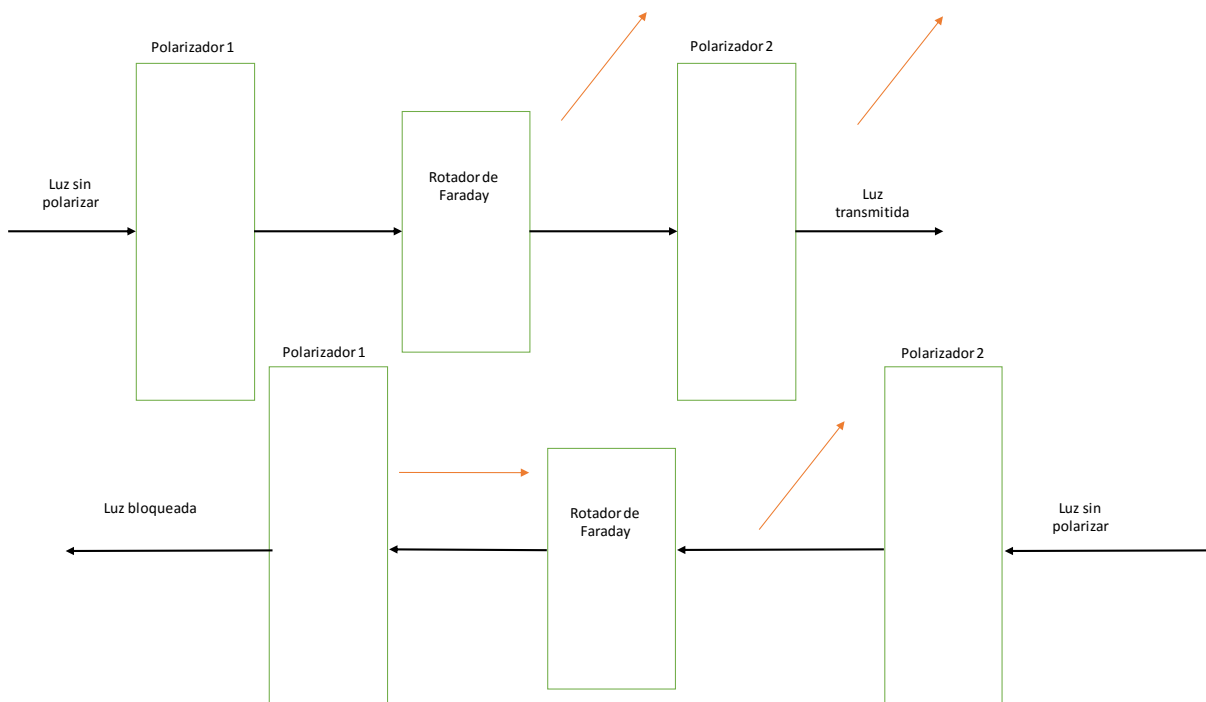 Polarizador 1
Polarizador 2
Luz sin
polarizar
Rotador de
Faraday
Luz
transmitida
Polarizador 1
Polarizador 2
Luz bloqueada
Rotador de
Faraday
Luz sin
polarizar